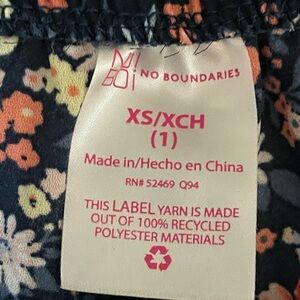 NO BOUNDARIES
XS/XCH
(1)
Made in/Hecho en China
RN# 52469 Q94
THIS LABEL YARN IS MADE
OUT OF 100% RECYCLED
POLYESTER MATERIALS